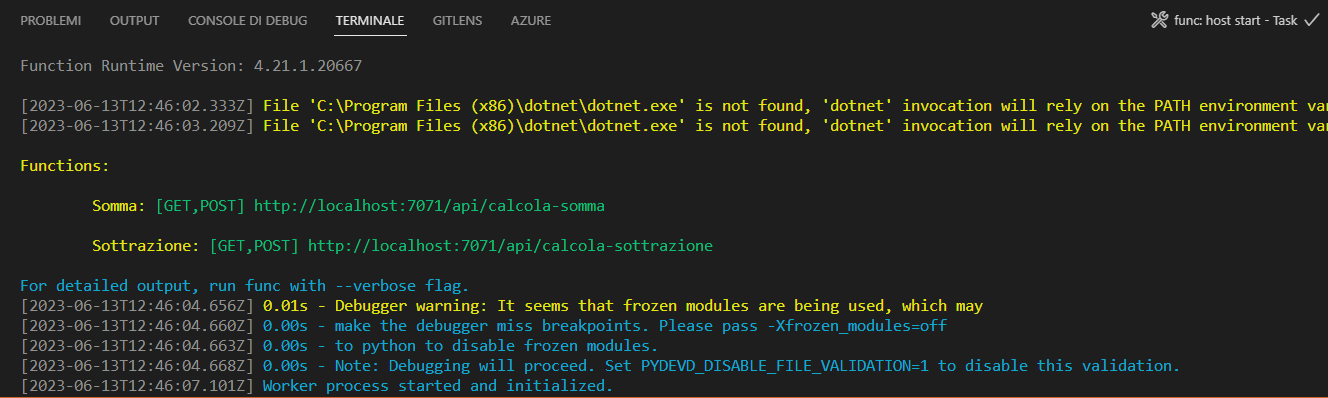 PROBLEMI OUTPUT CONSOLE DI DEBUG TERMINALE GITLENS AZURE func: host start - Task
Function Runtime Version: 4.21.1.20667
[2023-06-13T12:46:02.333Z] File 'C:\Program Files (x86)\dotnet\dotnet.exe' is not found, 'dotnet' invocation will rely on the PATH environment va
[2023-06-13T12:46:03.209Z] File 'C:\Program Files (x86)\dotnet\dotnet.exe' is not found, 'dotnet' invocation will rely on the PATH environment va
Functions:
Somma: [GET,POST] http://localhost:7071/api/calcola-somma
Sottrazione: [GET,POST] http://localhost:7071/api/calcola-sottrazione
For detailed output, run func with --verbose flag.
[2023-06-13T12:46:04.656Z] 0.01s - Debugger warning: It seems that frozen modules are being used, which may
[2023-06-13T12:46:04.660Z] 0.00s - make the debugger miss breakpoints. Please pass -Xfrozen_modules=off
[2023-06-13T12:46:04.663Z] 0.00s - to python to disable frozen modules.
[2023-06-13T12:46:04.668Z] 0.00s - Note: Debugging will proceed. Set PYDEVD_DISABLE_FILE_VALIDATION=1 to disable this validation.
[2023-06-13T12:46:07.101Z] Worker process started and initialized.